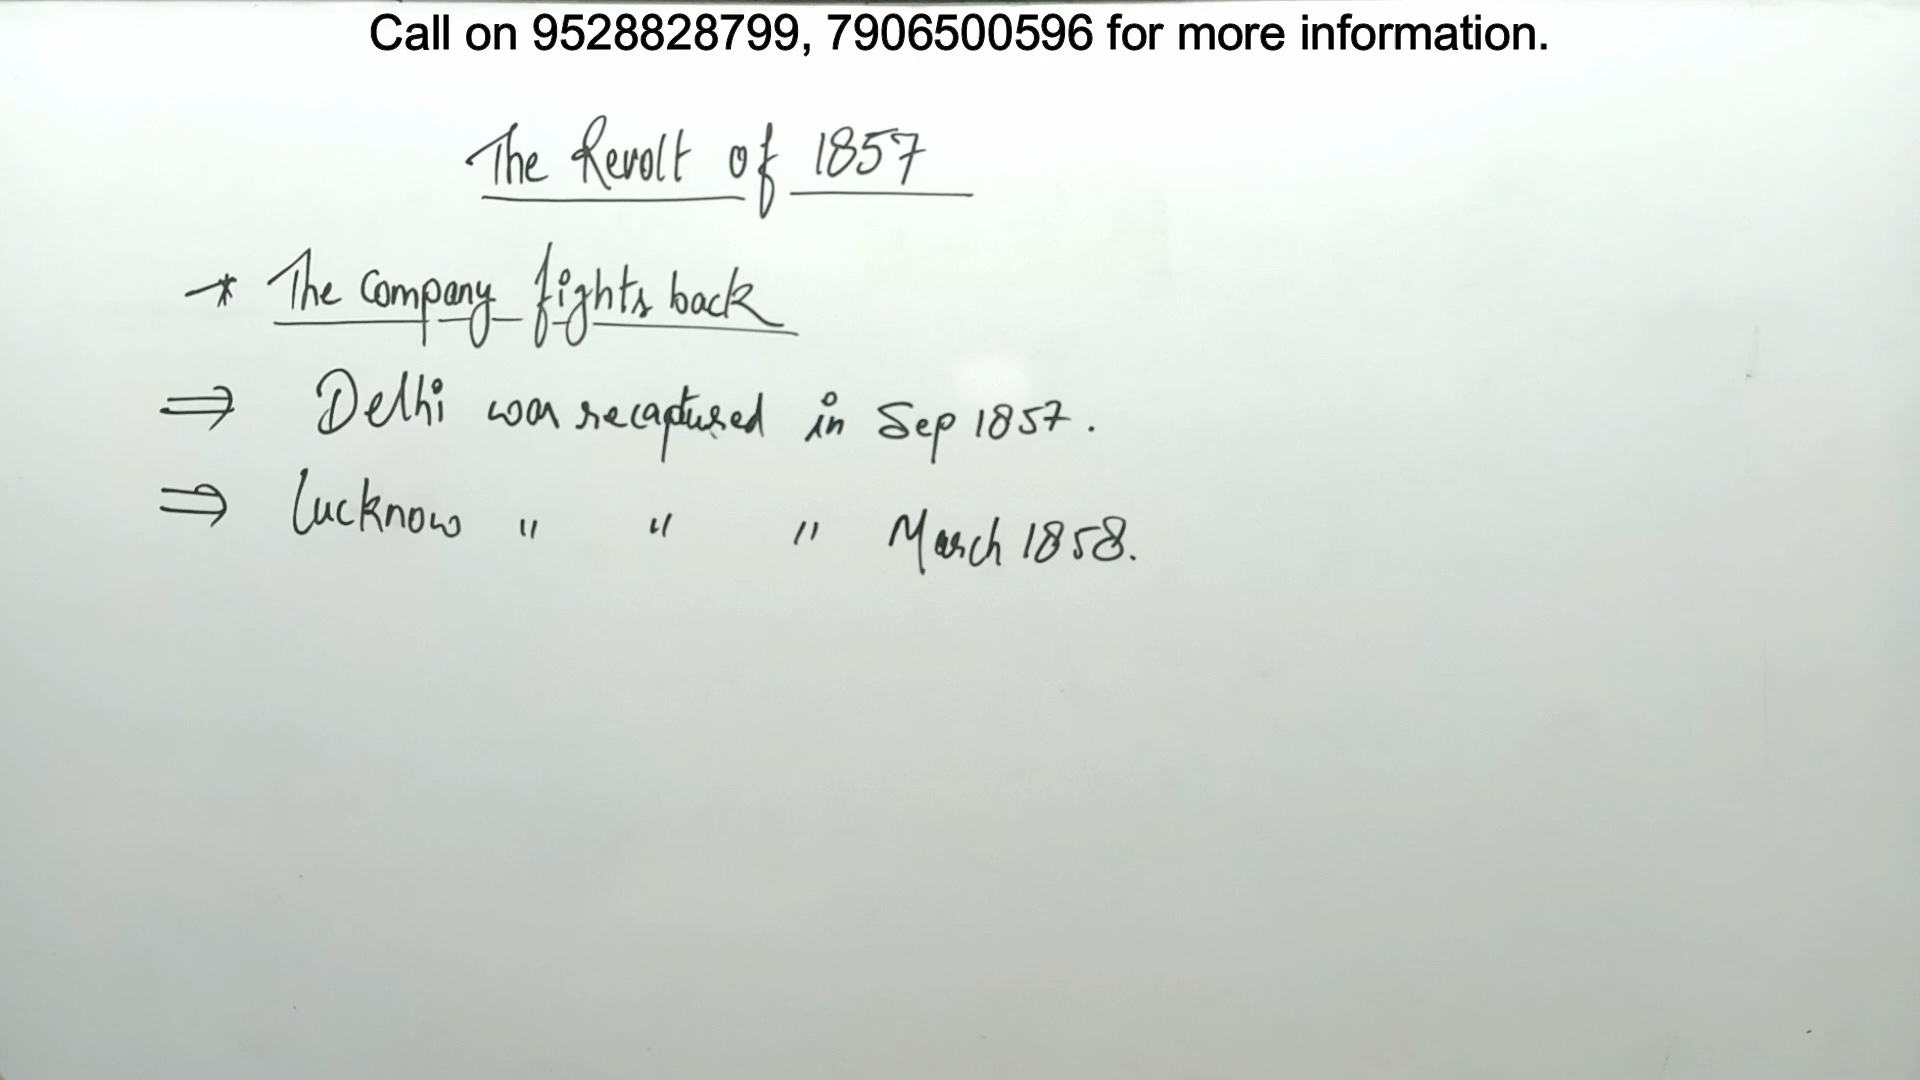 Call on 9528828799, 7906500596 for more information.
The Revolt of 1857
* The Company fights back
⇒ Delhi was recaptured in Sep 1857.
⇒ Lucknow " " " March 1858.